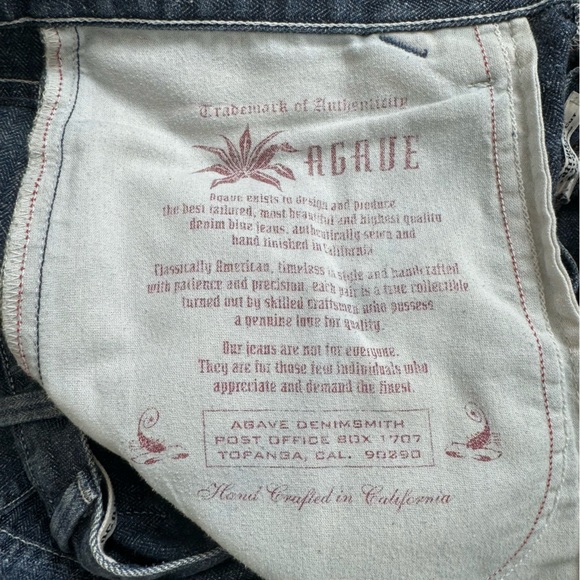 Trademark of Authenticity
AGAVE
Agave exists to design and produce
the best tailored, most beautiful and highest quality
denim blue jeans, authentically sewn and
hand finished in California
Classically American, timeless in style and handcrafted
with patience and precision, each pair is a true collectible
turned out by skilled craftsmen who possess
a genuine love for quality.
Our jeans are not for everyone.
They are for those few individuals who
appreciate and demand the finest.
AGAVE DENIMSMITH
POST OFFICE BOX 1707
TOPANGA, CAL. 90290
Hand Crafted in California